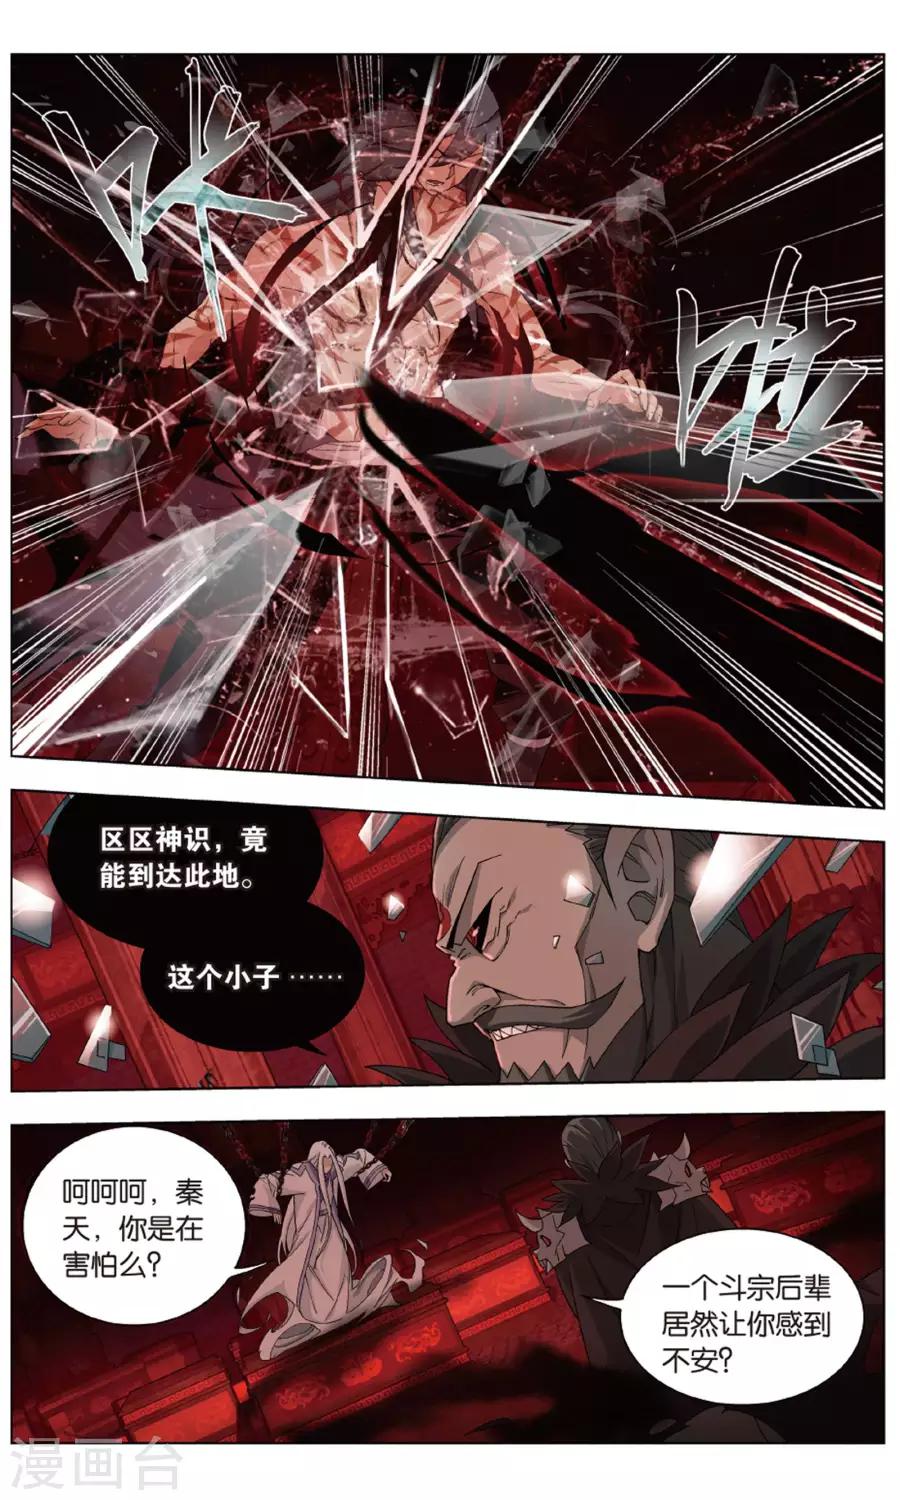 咔
啦
区区神识，竟
能到达此地。
这个小子……
呵呵呵，秦
天，你是在
害怕么？
一个斗宗后辈
居然让你感到
不安？
漫画台